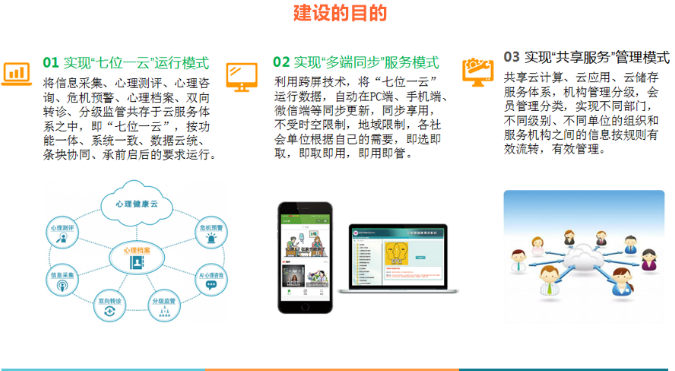 建设的目的
01 实现“七位一云”运行模式
将信息采集、心理测评、心理咨
询、危机预警、心理档案、双向
转诊、分级监管共存于云服务体
系之中，即“七位一云”，按功
能一体、系统一致、数据云统、
条块协同、承前启后的要求运行。
02 实现“多端同步”服务模式
利用跨屏技术，将“七位一云”
运行数据，自动在PC端、手机端、
微信端等同步更新，同步享用，
不受时空限制，地域限制，各社
会单位根据自己的需要，即选即
取，即取即用，即用即管。
03 实现“共享服务”管理模式
共享云计算、云应用、云储存
服务体系，机构管理分级，会
员管理分类，实现不同部门，
不同级别、不同单位的组织和
服务机构之间的信息按规则有
效流转，有效管理。
心理健康云
心理测评
危机预警
心理档案
信息采集
双向转诊
分级监管